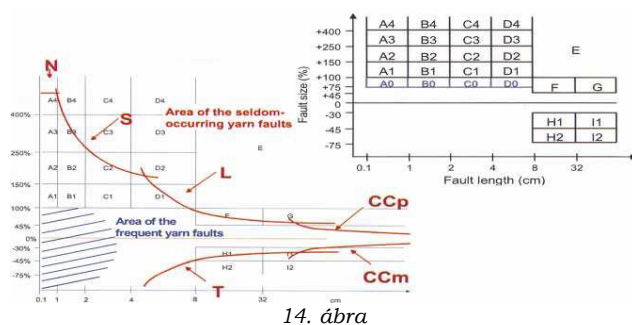 N
A4 B4 C4 D4
400%
S
Area of the seldom-
occurring yarn faults
A3 B3 C3 D3
E
250%
A2 B2 C2 D2
L
150%
A1 B1 C1 D1
100%
CCp
F G
Area of the
frequent yarn faults
45%
0%
-30%
H1 I1
-45%
H2 I2
CCm
-75%
T
0.1 1 2 4 8 32 cm
Fault size (%)
+400 A4 B4 C4 D4
+250 A3 B3 C3 D3
E
+150 A2 B2 C2 D2
+100 A1 B1 C1 D1
+75 A0 B0 C0 D0 F G
+45
0
-30
H1 I1
-45
H2 I2
-75
0.1 1 2 4 8 32
Fault length (cm)
14. ábra